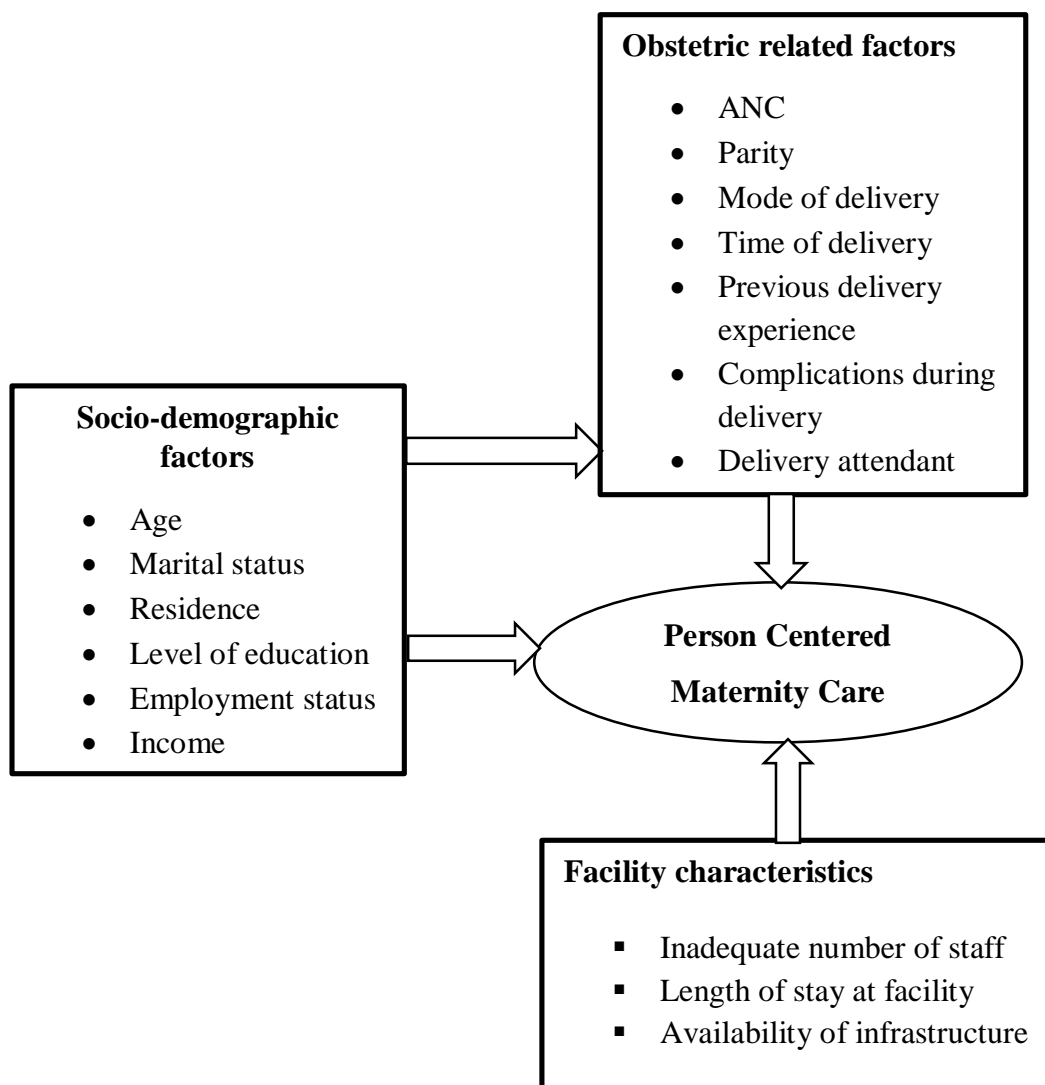 Obstetric related factors
• ANC
• Parity
• Mode of delivery
• Time of delivery
• Previous delivery
experience
• Complications during
delivery
• Delivery attendant
Socio-demographic
factors
• Age
• Marital status
• Residence
• Level of education
• Employment status
• Income
Person Centered
Maternity Care
Facility characteristics
▪ Inadequate number of staff
▪ Length of stay at facility
▪ Availability of infrastructure